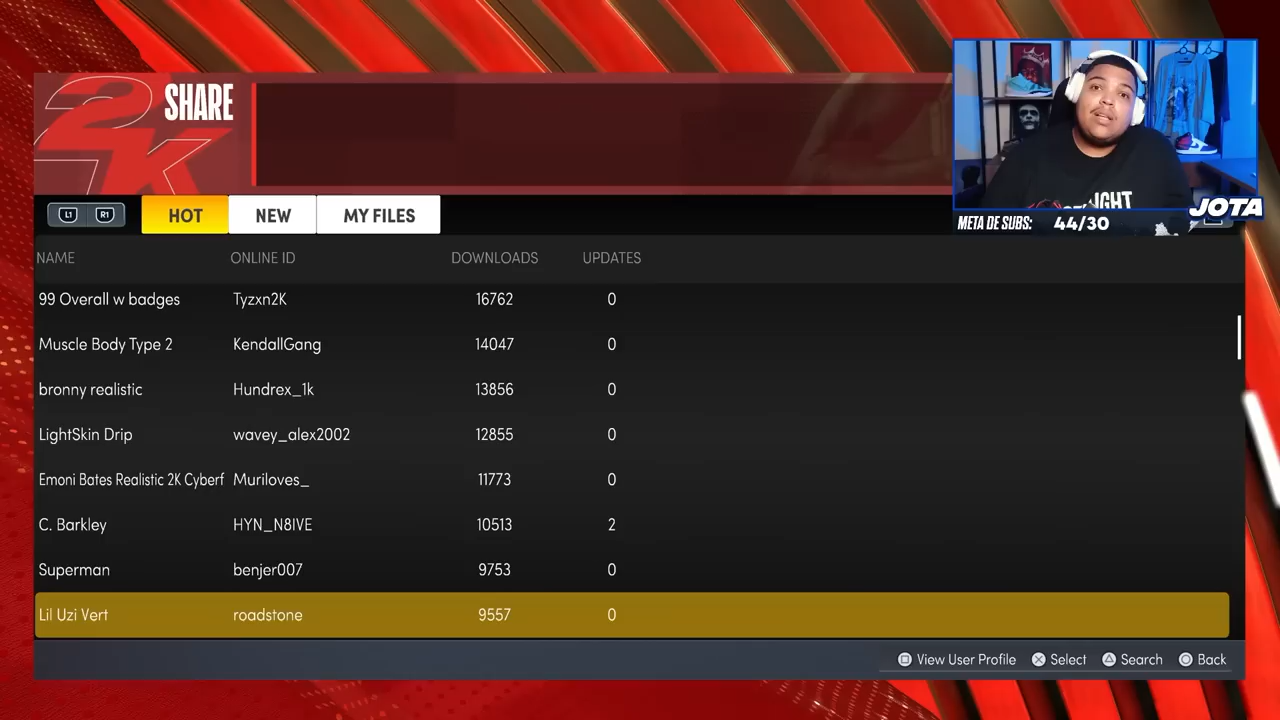 2K SHARE
L1 R1 HOT NEW MY FILES
JOTA
META DE SUBS: 44/30
NAME ONLINE ID DOWNLOADS UPDATES
99 Overall w badges Tyzxn2K 16762 0
Muscle Body Type 2 KendallGang 14047 0
bronny realistic Hundrex_1k 13856 0
LightSkin Drip wavey_alex2002 12855 0
Emoni Bates Realistic 2K Cyberf Muriloves_ 11773 0
C. Barkley HYN_N8IVE 10513 2
Superman benjer007 9753 0
Lil Uzi Vert roadstone 9557 0
View User Profile Select Search Back